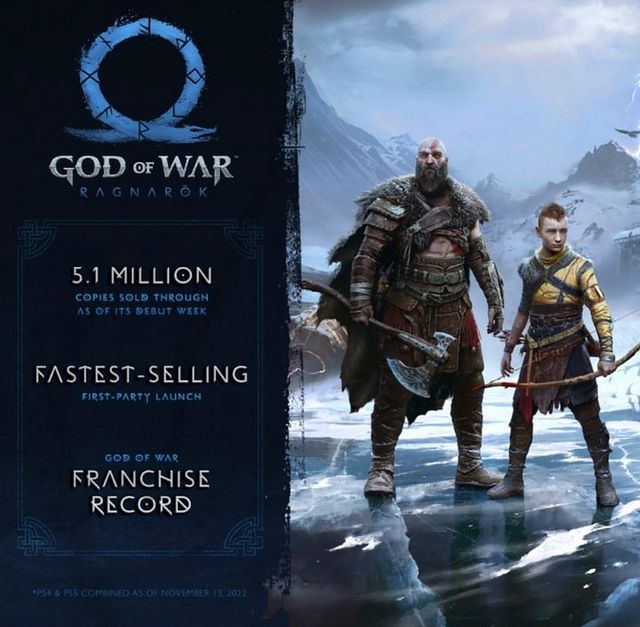 GOD OF WAR™
RAGNARÖK
5.1 MILLION
COPIES SOLD THROUGH
AS OF ITS DEBUT WEEK
FASTEST-SELLING
FIRST-PARTY LAUNCH
GOD OF WAR
FRANCHISE
RECORD
*PS4 & PS5 COMBINED AS OF NOVEMBER 13, 2022